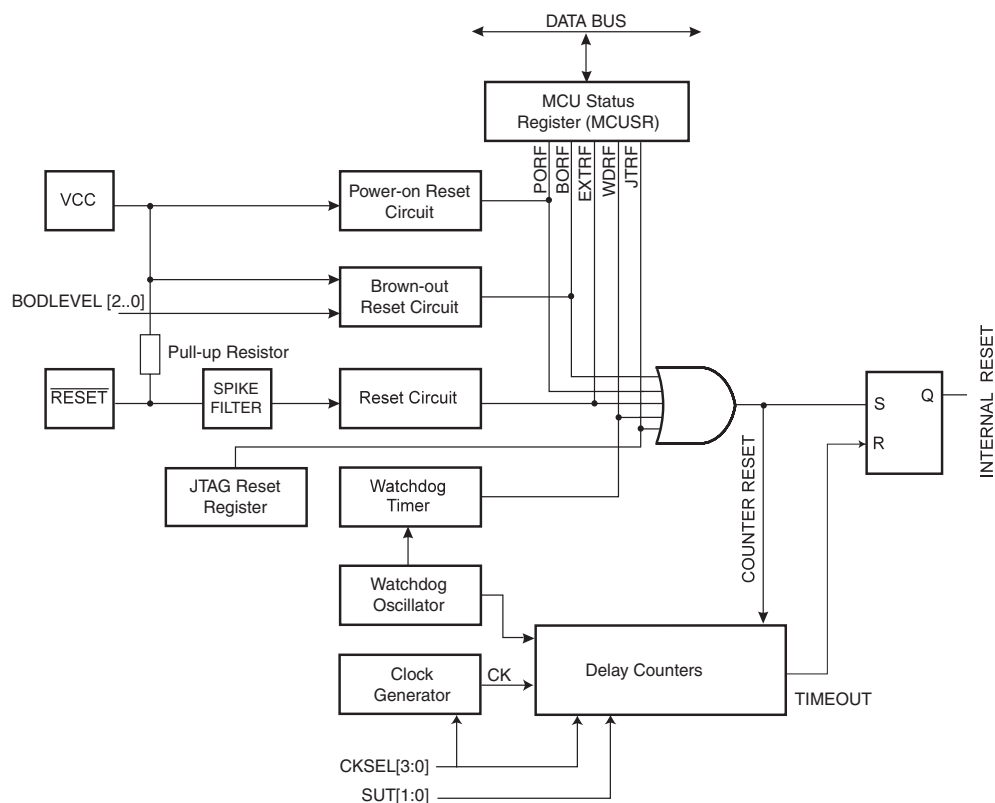 DATA BUS
MCU Status
Register (MCUSR)
PORF
BORF
EXTRF
WDRF
JTRF
VCC
Power-on Reset
Circuit
Brown-out
Reset Circuit
BODLEVEL [2..0]
Pull-up Resistor
RESET
SPIKE
FILTER
Reset Circuit
JTAG Reset
Register
Watchdog
Timer
Watchdog
Oscillator
Clock
Generator
CK
Delay Counters
CKSEL[3:0]
SUT[1:0]
COUNTER RESET
TIMEOUT
S
R
Q
INTERNAL RESET